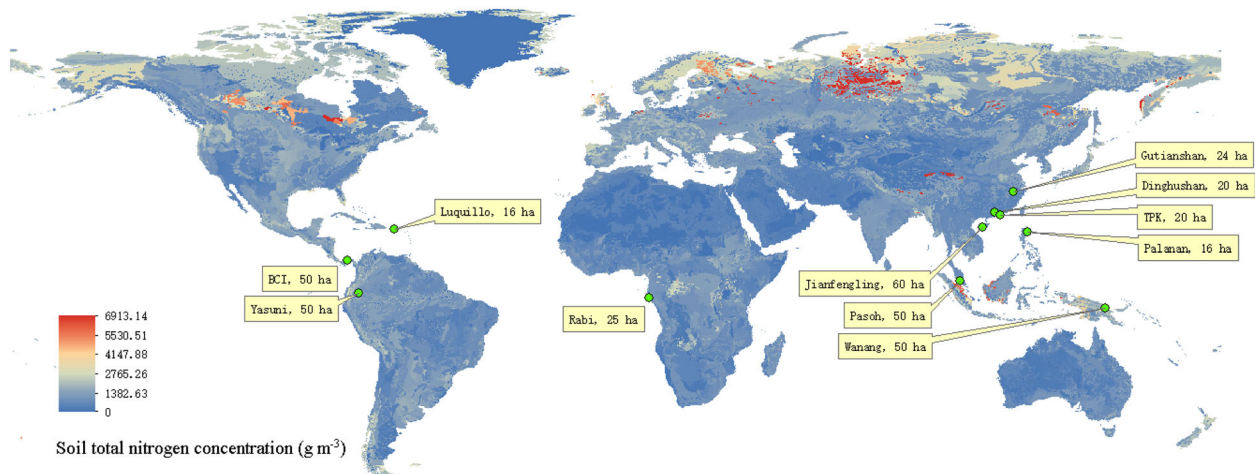 Gutianshan, 24 ha
Dinghushan, 20 ha
Luquillo, 16 ha
TPK, 20 ha
Palanan, 16 ha
BCI, 50 ha
Jianfengling, 60 ha
Yasuni, 50 ha
Rabi, 25 ha
Pasoh, 50 ha
Wanang, 50 ha
6913.14
5530.51
4147.88
2765.26
1382.63
0
Soil total nitrogen concentration (g m⁻³)